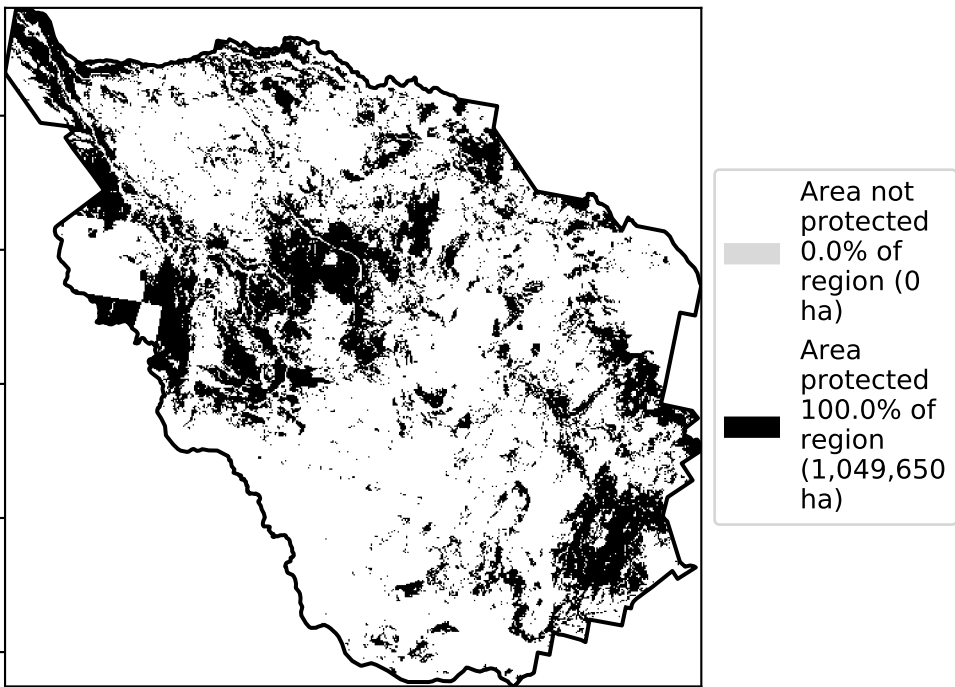 Area not
protected
0.0% of
region (0
ha)
Area
protected
100.0% of
region
(1,049,650
ha)